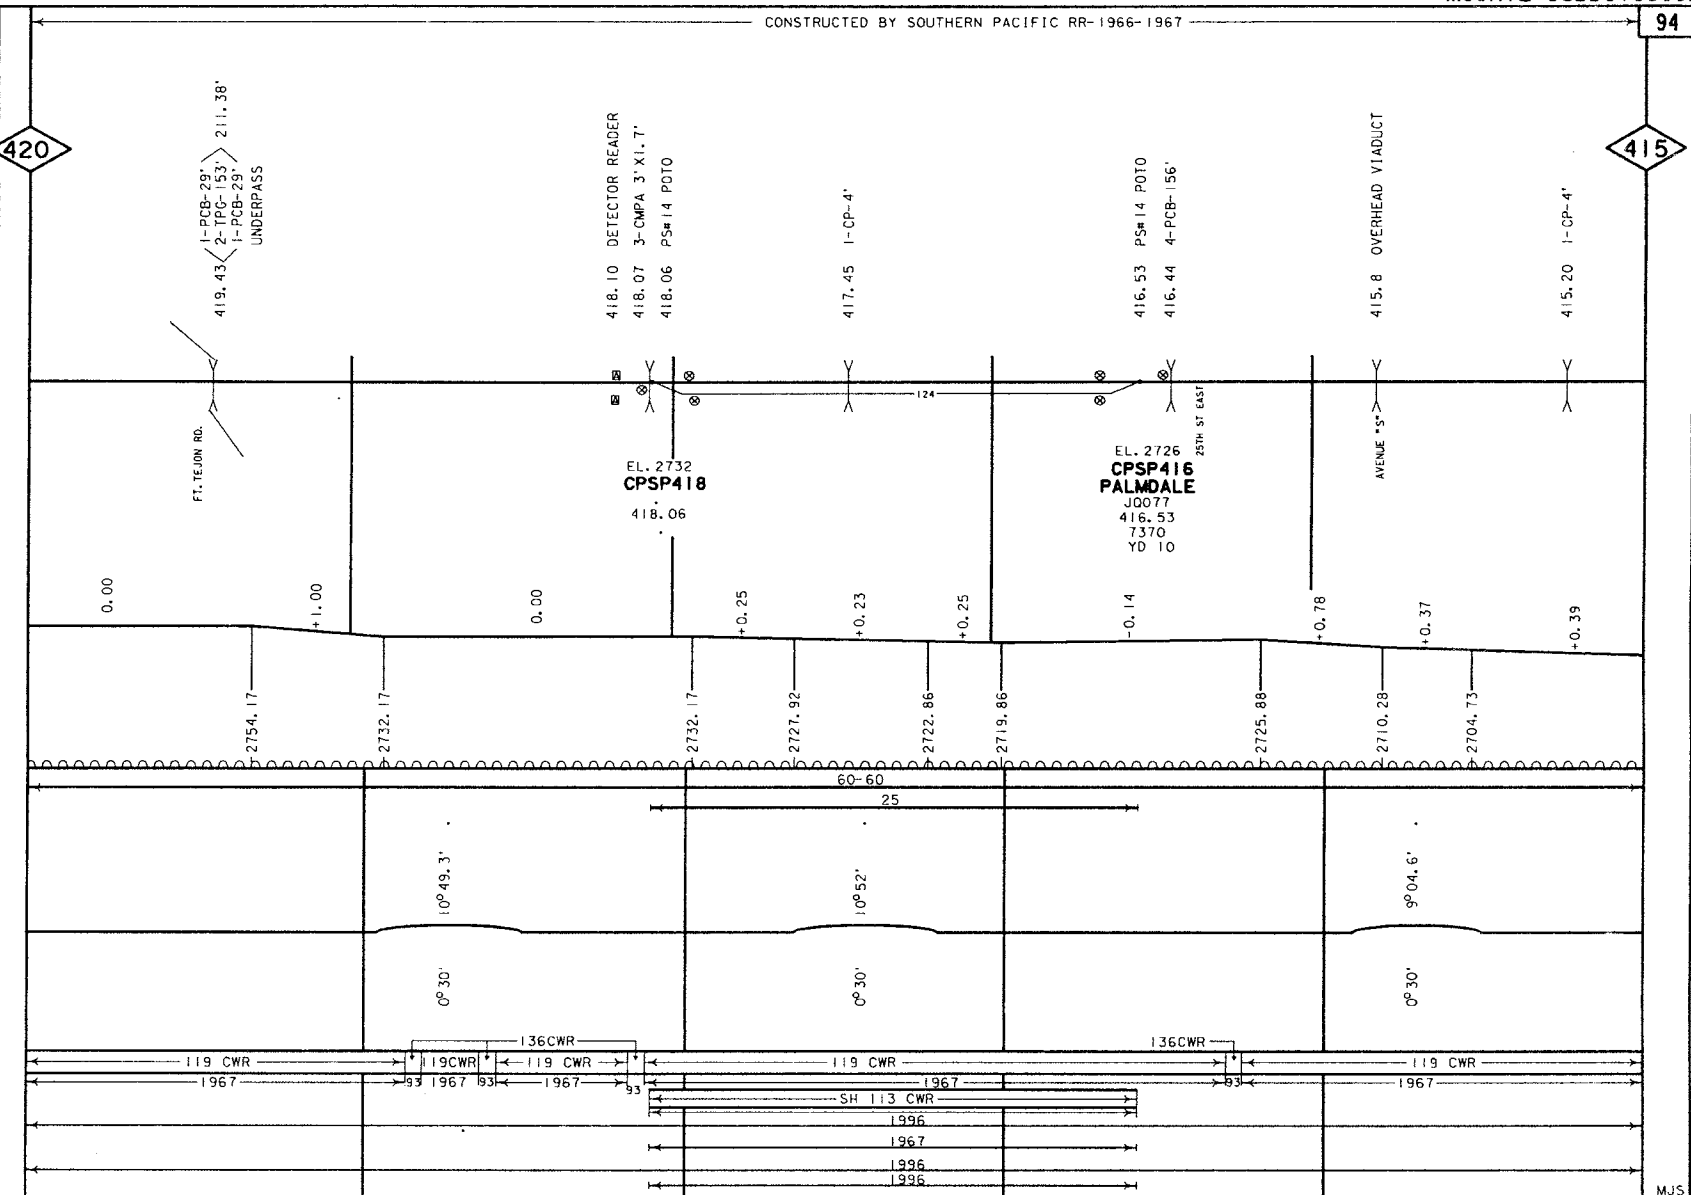 CONSTRUCTED BY SOUTHERN PACIFIC RR-1966-1967
94
420
415
419.43
1-PCB-29'
2-TPG-153'
1-PCB-29'
211.38'
UNDERPASS
418.10 DETECTOR READER
418.07 3-CMPA 3'X1.7'
418.06 PS#14 POTO
417.45 1-CP-4'
416.53 PS#14 POTO
416.44 4-PCB-156'
415.8 OVERHEAD VIADUCT
415.20 1-CP-4'
124
FT.TEJON RD.
25TH ST EAST
AVENUE "S"
EL. 2732
CPSP418
418.06
EL. 2726
CPSP416
PALMDALE
JQ077
416.53
7370
YD 10
0.00
+1.00
0.00
+0.25
+0.23
+0.25
-0.14
+0.78
+0.37
+0.39
2754.17
2732.17
2732.17
2727.92
2722.86
2719.86
2725.88
2710.28
2704.73
60-60
25
10°49.3'
10°52'
9°04.6'
0°30'
0°30'
0°30'
136CWR
136CWR
119 CWR
119CWR
119 CWR
119 CWR
119 CWR
1967
93
1967
93
1967
93
1967
93
1967
SH 113 CWR
1996
1967
1996
1996
MJS